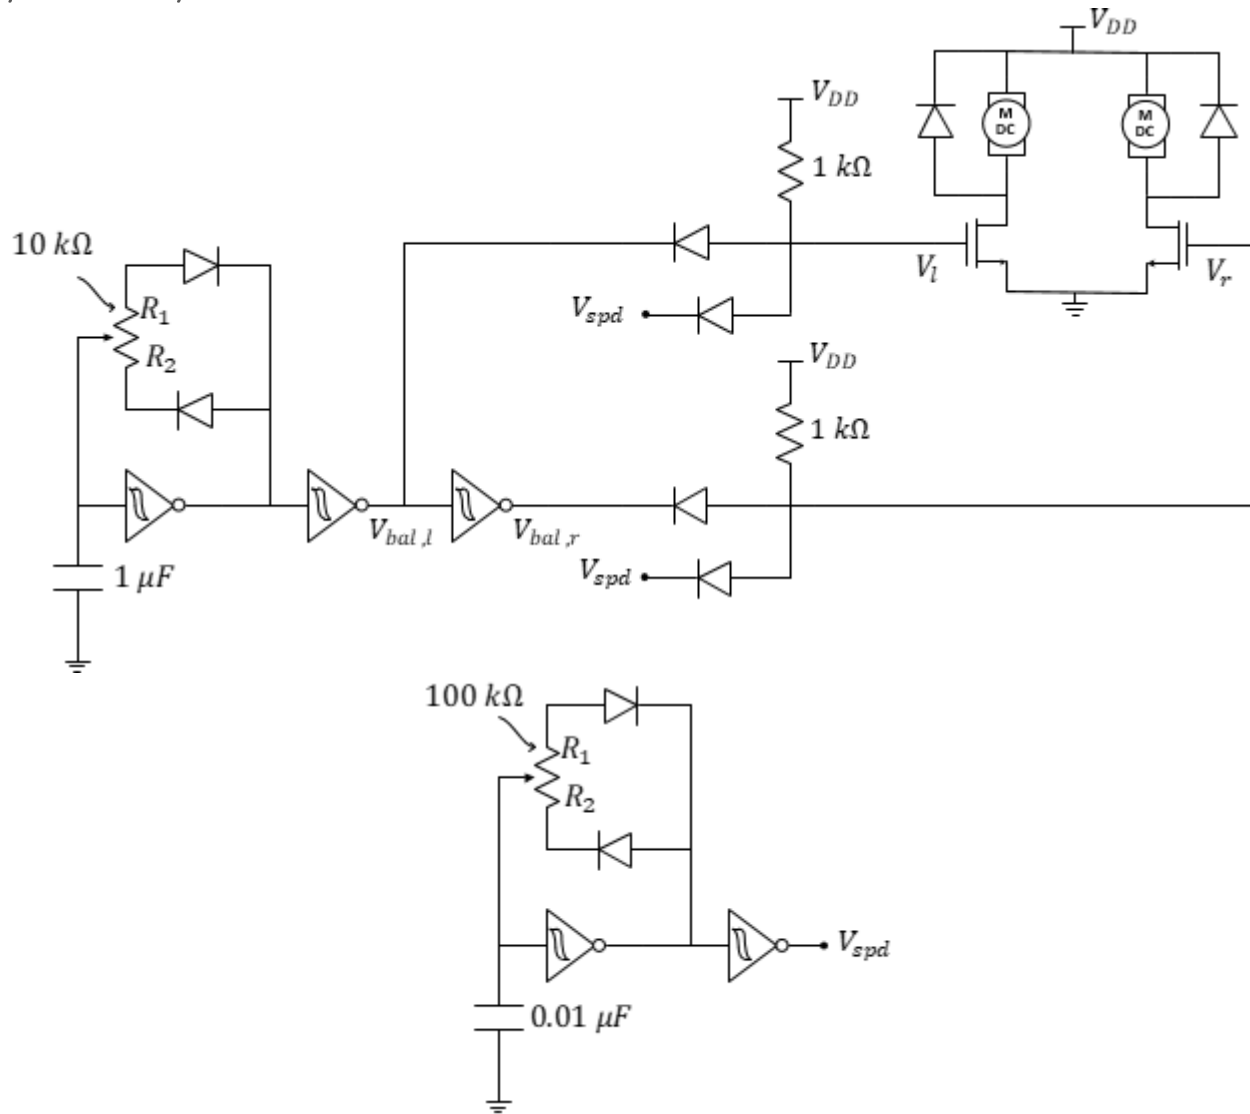 V_DD
V_DD
M
DC
M
DC
1 kΩ
10 kΩ
V_l
V_r
R_1
V_spd
R_2
V_DD
1 kΩ
V_bal,l
V_bal,r
V_spd
1 μF
100 kΩ
R_1
R_2
V_spd
0.01 μF